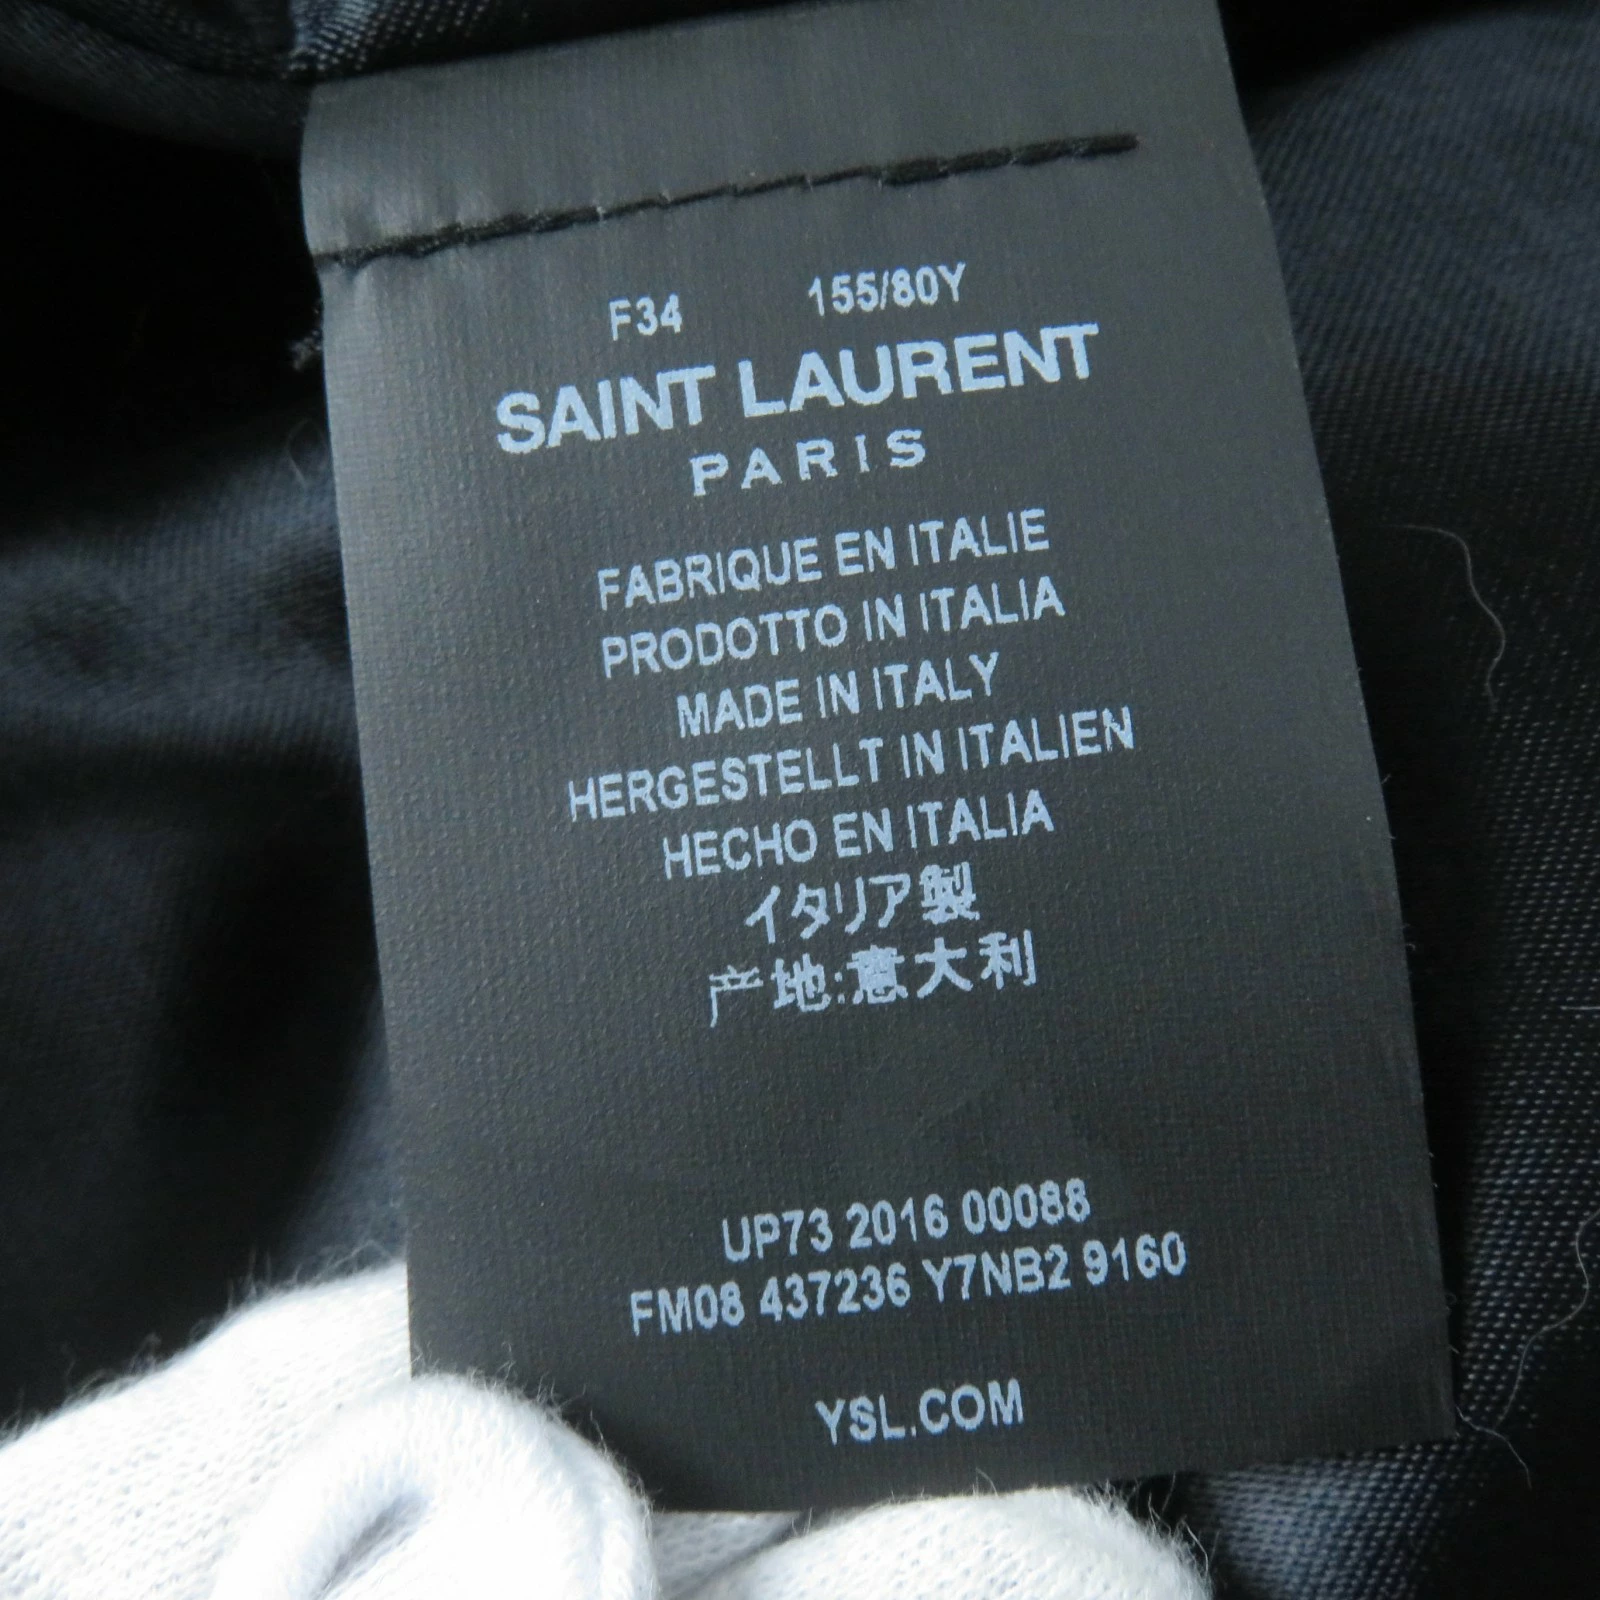 F34 155/80Y
SAINT LAURENT
PARIS
FABRIQUE EN ITALIE
PRODOTTO IN ITALIA
MADE IN ITALY
HERGESTELLT IN ITALIEN
HECHO EN ITALIA
イタリア製
产地:意大利
UP73 2016 00088
FM08 437236 Y7NB2 9160
YSL.COM